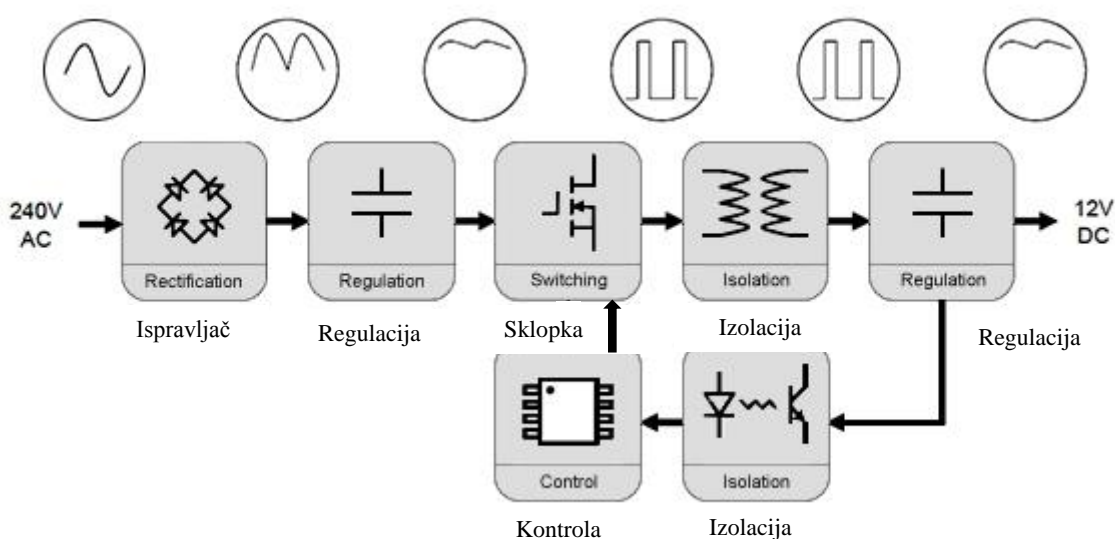 240V
AC
Rectification
Regulation
Switching
Isolation
Regulation
12V
DC
Ispravljač
Regulacija
Sklopka
Izolacija
Regulacija
Control
Isolation
Kontrola
Izolacija